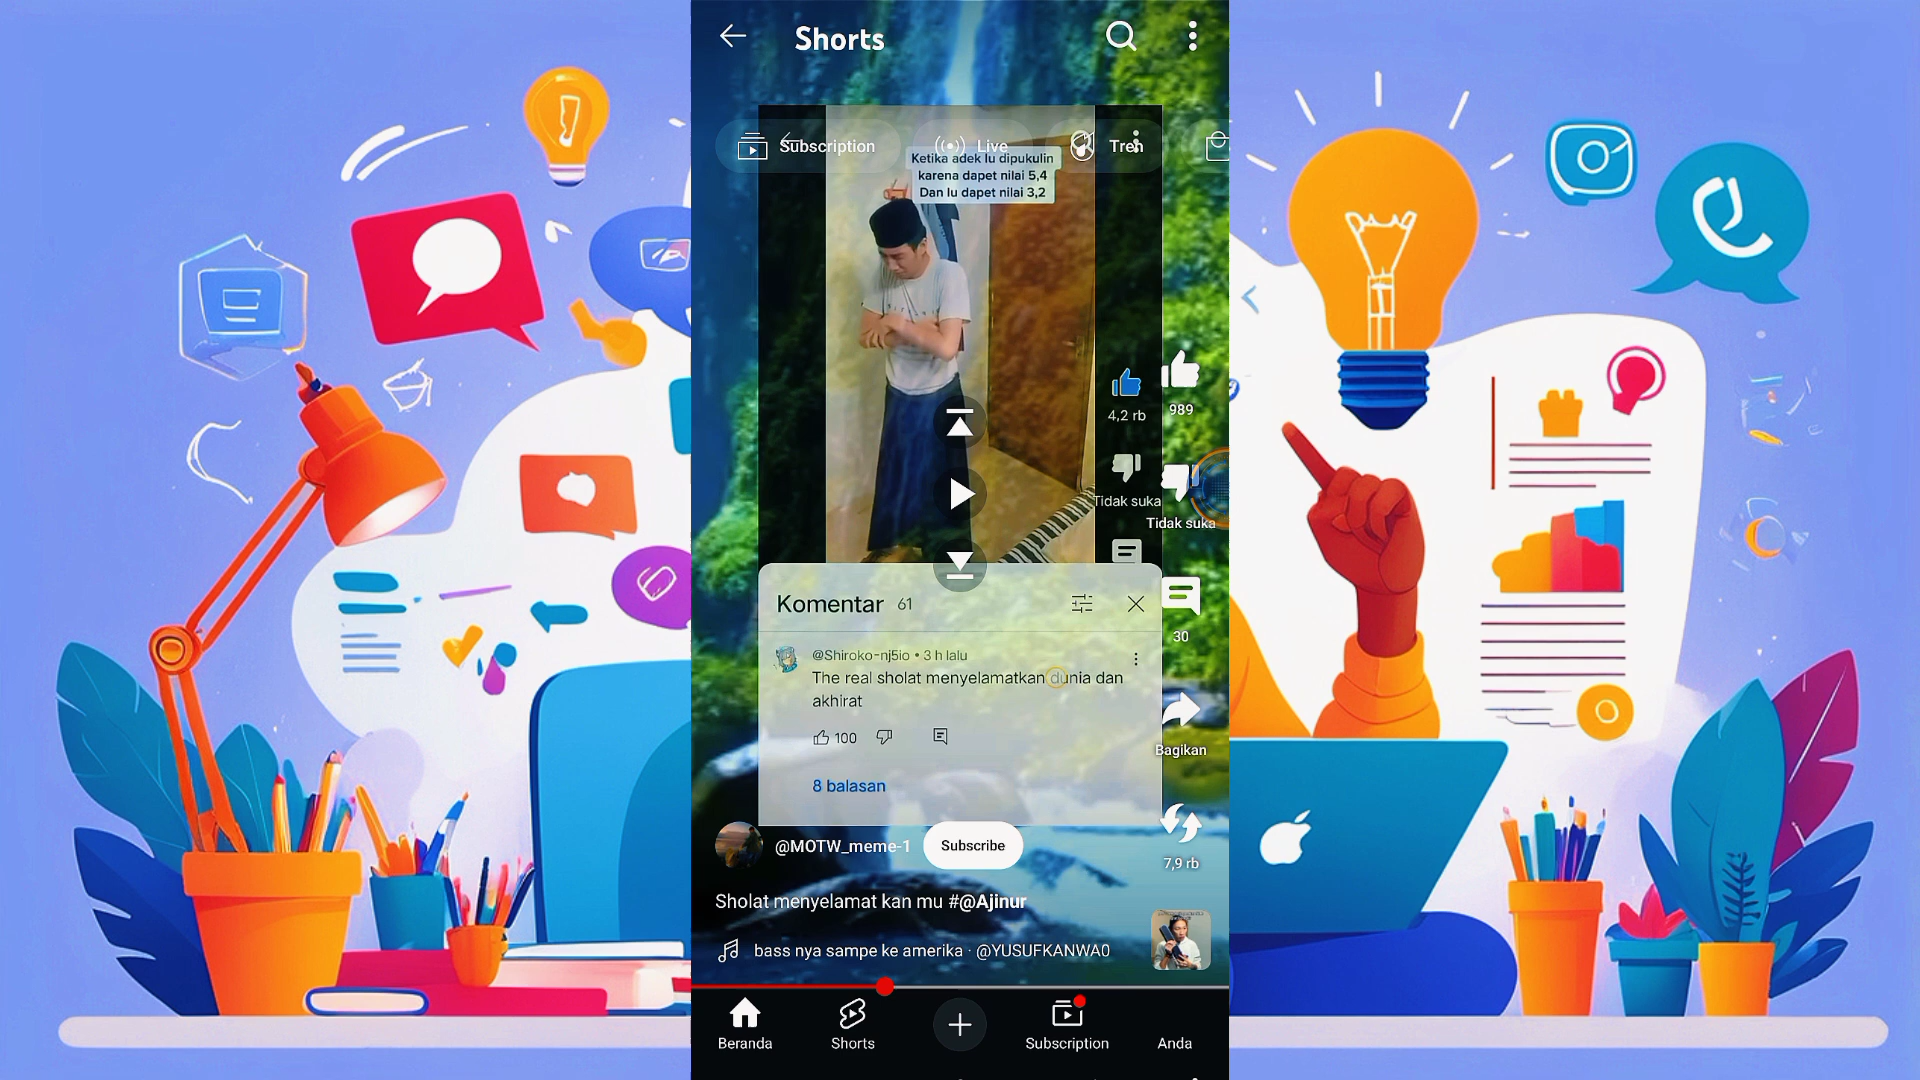 Shorts
Subscription
Live
Tren
Ketika adek lu dipukulin
karena dapet nilai 5,4
Dan lu dapet nilai 3,2
4,2 rb
989
Tidak suka
Tidak suka
Komentar 61
30
@Shiroko-nj5io • 3 h lalu
The real sholat menyelamatkan dunia dan
akhirat
100
Bagikan
8 balasan
@MOTW_meme-1
Subscribe
7,9 rb
Sholat menyelamat kan mu #@Ajinur
bass nya sampe ke amerika · @YUSUFKANWA0
Beranda
Shorts
Subscription
Anda